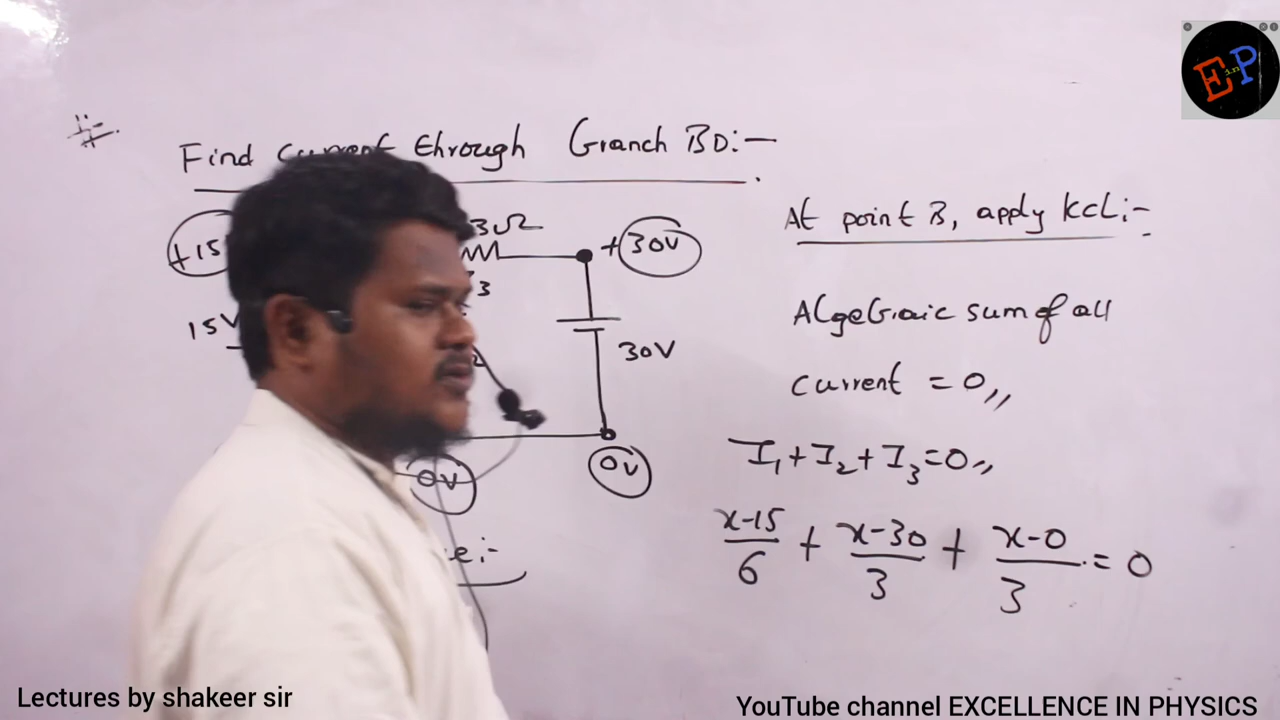 Find current through branch BD:-
At point B, apply KCL:-
+15
3Ω
+30V
3
15V
30V
2
0V
0V
e:-
Algebraic sum of all
current = 0,,
I₁+I₂+I₃=0,,
x-15/6 + x-30/3 + x-0/3 = 0
E in P
Lectures by shakeer sir
YouTube channel EXCELLENCE IN PHYSICS